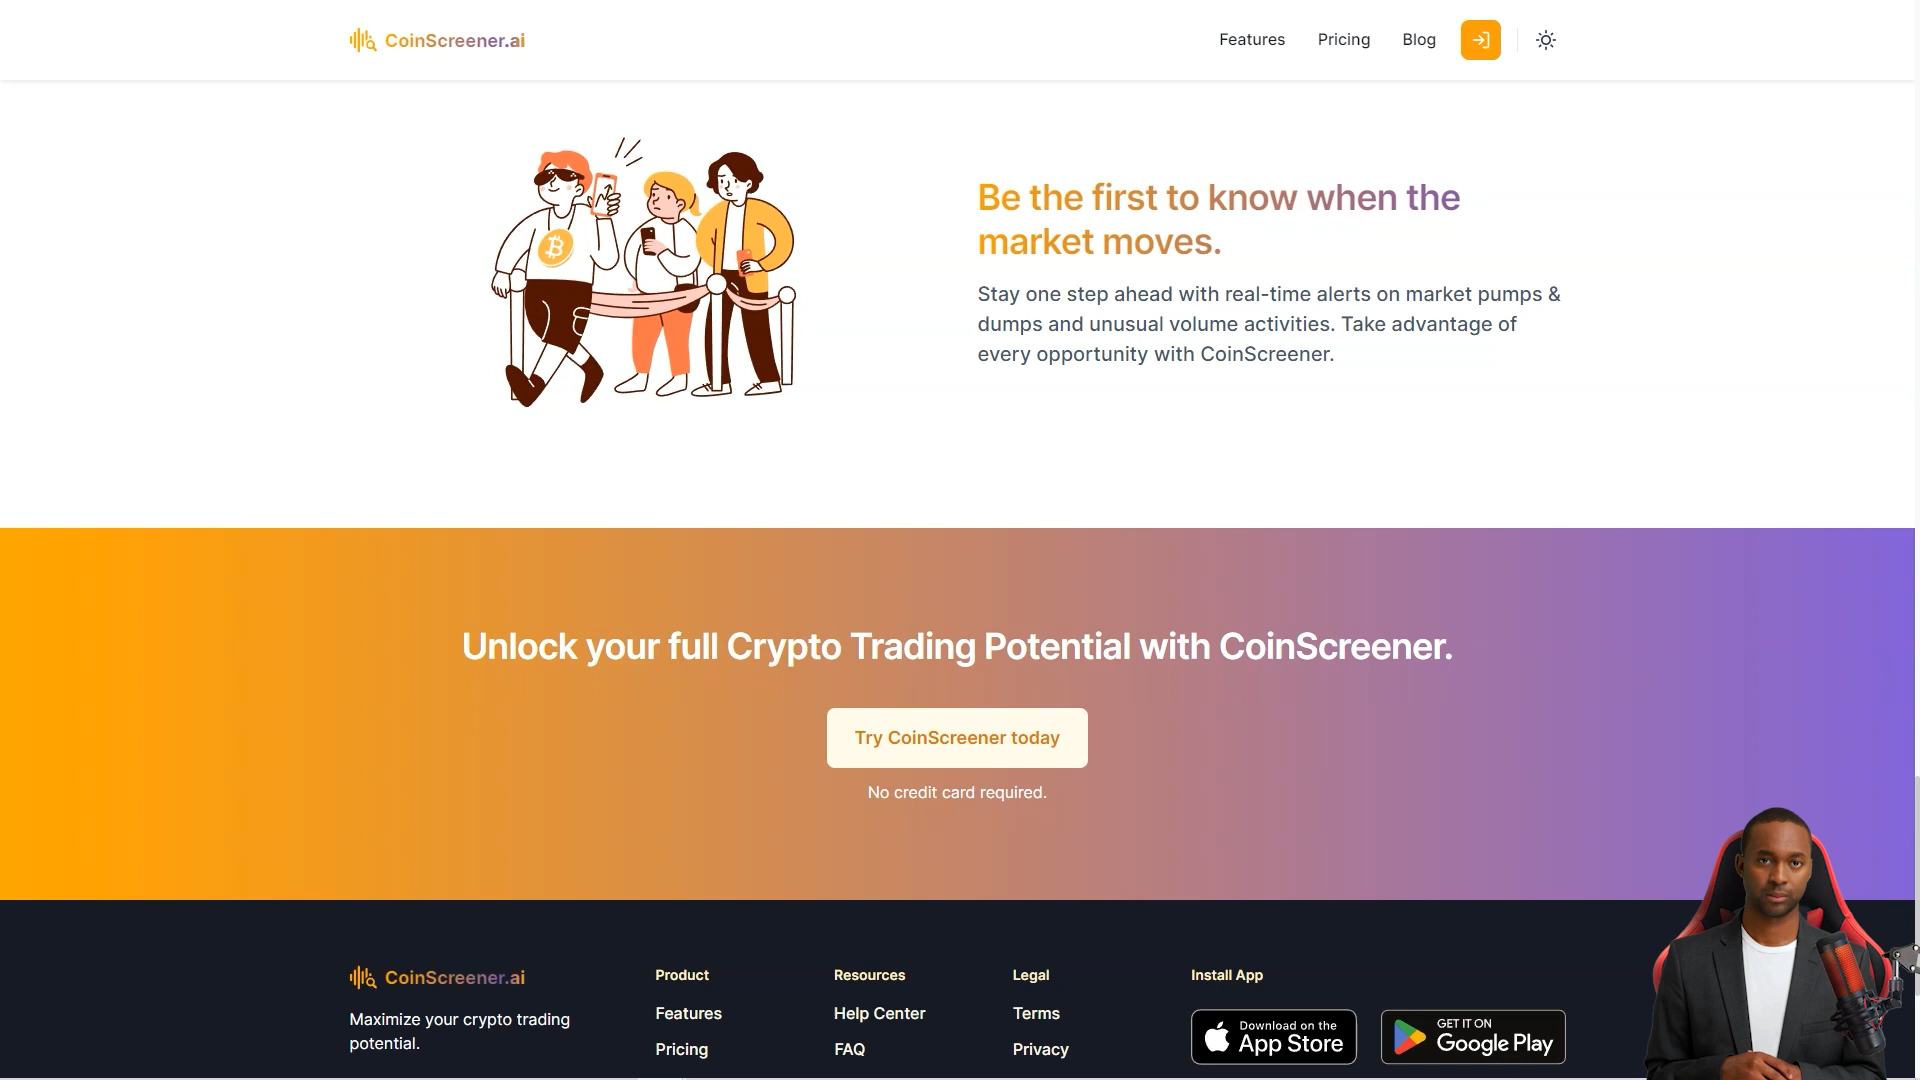 CoinScreener.ai
Features
Pricing
Blog
Be the first to know when the
market moves.
Stay one step ahead with real-time alerts on market pumps &
dumps and unusual volume activities. Take advantage of
every opportunity with CoinScreener.
Unlock your full Crypto Trading Potential with CoinScreener.
Try CoinScreener today
No credit card required.
CoinScreener.ai
Maximize your crypto trading
potential.
Product
Features
Pricing
Resources
Help Center
FAQ
Legal
Terms
Privacy
Install App
Download on the
App Store
GET IT ON
Google Play